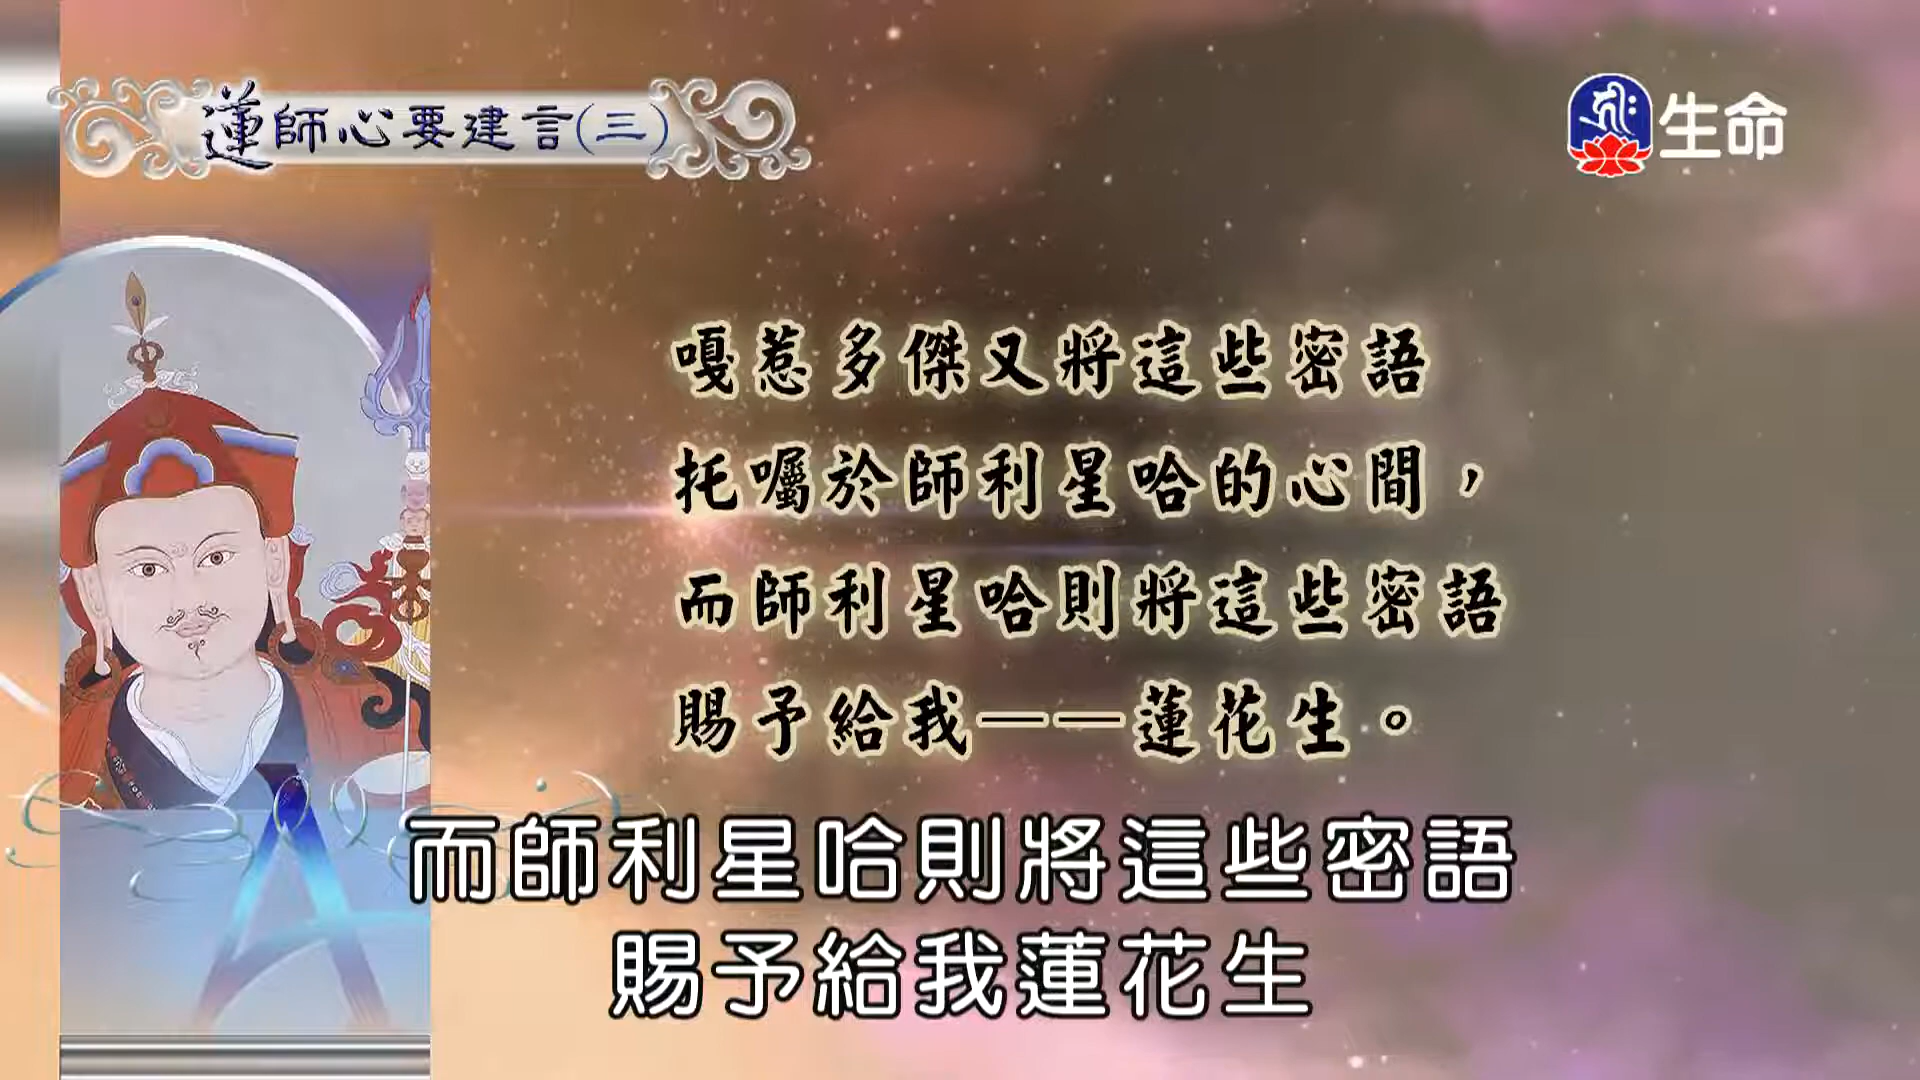 蓮師心要建言(三)
生命
嘎惹多傑又將這些密語
托囑於師利星哈的心間，
而師利星哈則將這些密語
賜予給我——蓮花生。
而師利星哈則將這些密語
賜予給我蓮花生